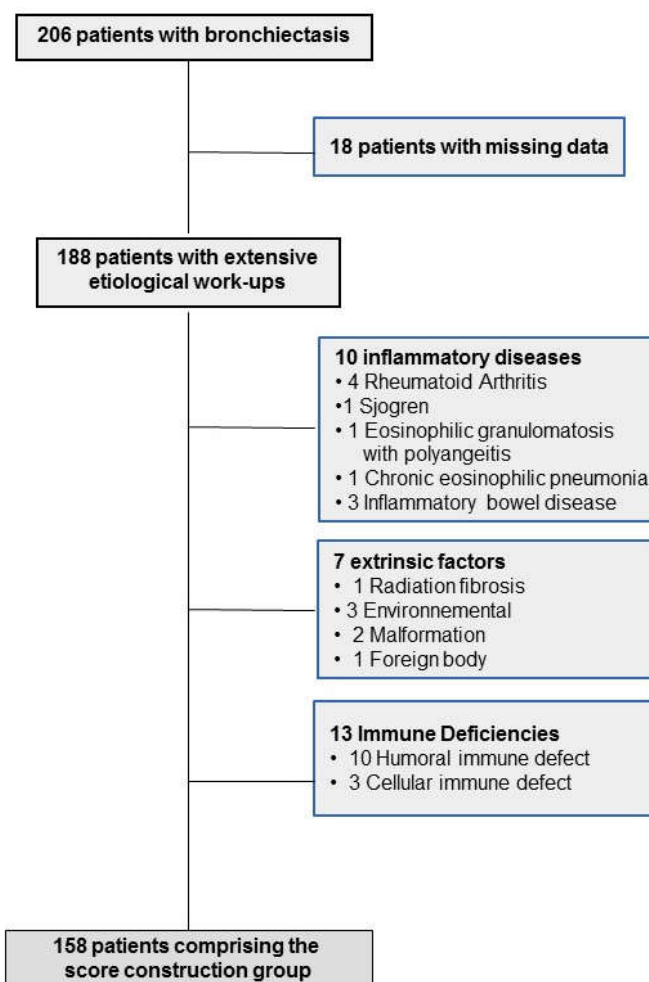 206 patients with bronchiectasis
18 patients with missing data
188 patients with extensive
etiological work-ups
10 inflammatory diseases
• 4 Rheumatoid Arthritis
•1 Sjogren
• 1 Eosinophilic granulomatosis
with polyangeitis
• 1 Chronic eosinophilic pneumonia
• 3 Inflammatory bowel disease
7 extrinsic factors
• 1 Radiation fibrosis
• 3 Environnemental
• 2 Malformation
• 1 Foreign body
13 Immune Deficiencies
• 10 Humoral immune defect
• 3 Cellular immune defect
158 patients comprising the
score construction group